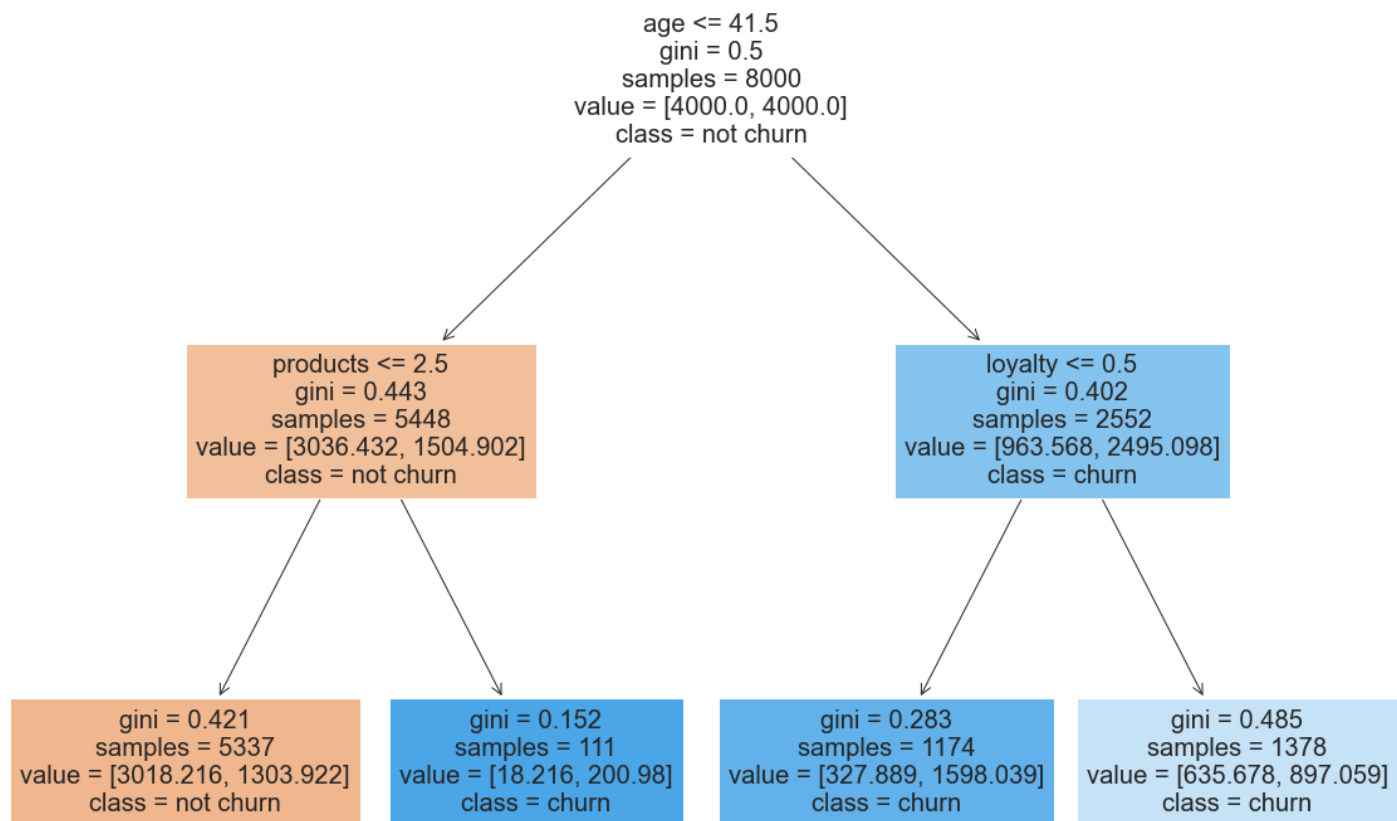 age <= 41.5
gini = 0.5
samples = 8000
value = [4000.0, 4000.0]
class = not churn
products <= 2.5
gini = 0.443
samples = 5448
value = [3036.432, 1504.902]
class = not churn
loyalty <= 0.5
gini = 0.402
samples = 2552
value = [963.568, 2495.098]
class = churn
gini = 0.421
samples = 5337
value = [3018.216, 1303.922]
class = not churn
gini = 0.152
samples = 111
value = [18.216, 200.98]
class = churn
gini = 0.283
samples = 1174
value = [327.889, 1598.039]
class = churn
gini = 0.485
samples = 1378
value = [635.678, 897.059]
class = churn